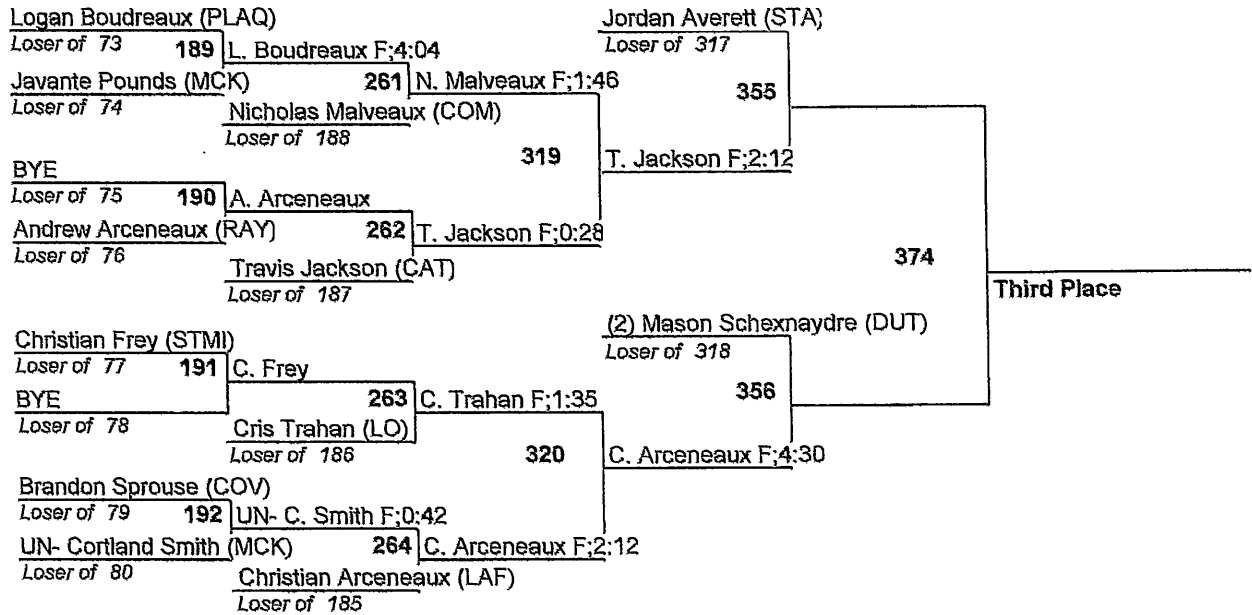 Logan Boudreaux (PLAQ)
Loser of 73
189
L. Boudreaux F;4:04
Javante Pounds (MCK)
Loser of 74
261
N. Malveaux F;1:46
Nicholas Malveaux (COM)
Loser of 188
319
BYE
Loser of 75
190
A. Arceneaux
Andrew Arceneaux (RAY)
Loser of 76
262
T. Jackson F;0:28
Travis Jackson (CAT)
Loser of 187
Jordan Averett (STA)
Loser of 317
355
T. Jackson F;2:12
374
Third Place
Christian Frey (STMI)
Loser of 77
191
C. Frey
BYE
Loser of 78
263
C. Trahan F;1:35
Cris Trahan (LO)
Loser of 186
320
Brandon Sprouse (COV)
Loser of 79
192
UN- C. Smith F;0:42
UN- Cortland Smith (MCK)
Loser of 80
264
C. Arceneaux F;2:12
Christian Arceneaux (LAF)
Loser of 185
(2) Mason Schexnaydre (DUT)
Loser of 318
356
C. Arceneaux F;4:30